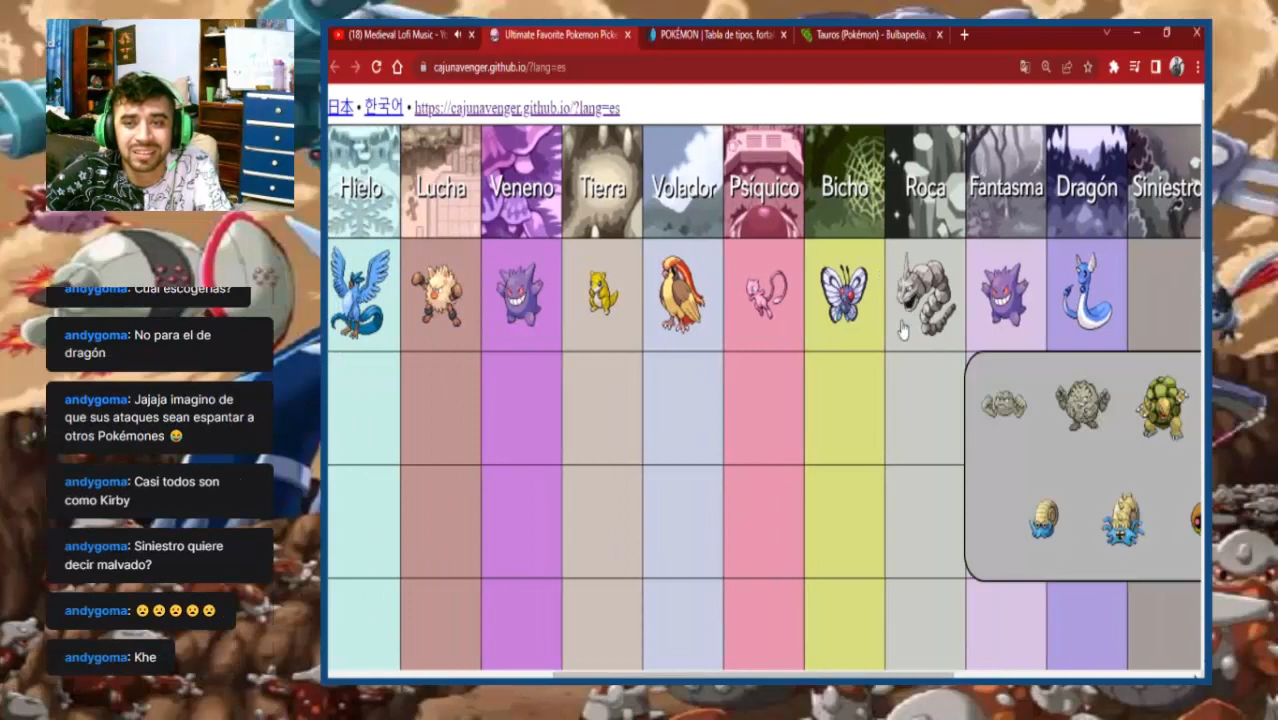 (18) Medieval Lofi Music - Yo
Ultimate Favorite Pokemon Picke
POKÉMON | Tabla de tipos, fortal
Tauros (Pokémon) - Bulbapedia,
cajunavenger.github.io/?lang=es
日本 • 한국어 • https://cajunavenger.github.io/?lang=es
Hielo Lucha Veneno Tierra Volador Psíquico Bicho Roca Fantasma Dragón Siniestro
andygoma: Cual escogerías?
andygoma: No para el de
dragón
andygoma: Jajaja imagino de
que sus ataques sean espantar a
otros Pokémones 😂
andygoma: Casi todos son
como Kirby
andygoma: Siniestro quiere
decir malvado?
andygoma: 😧😧😧😧😧
andygoma: Khe